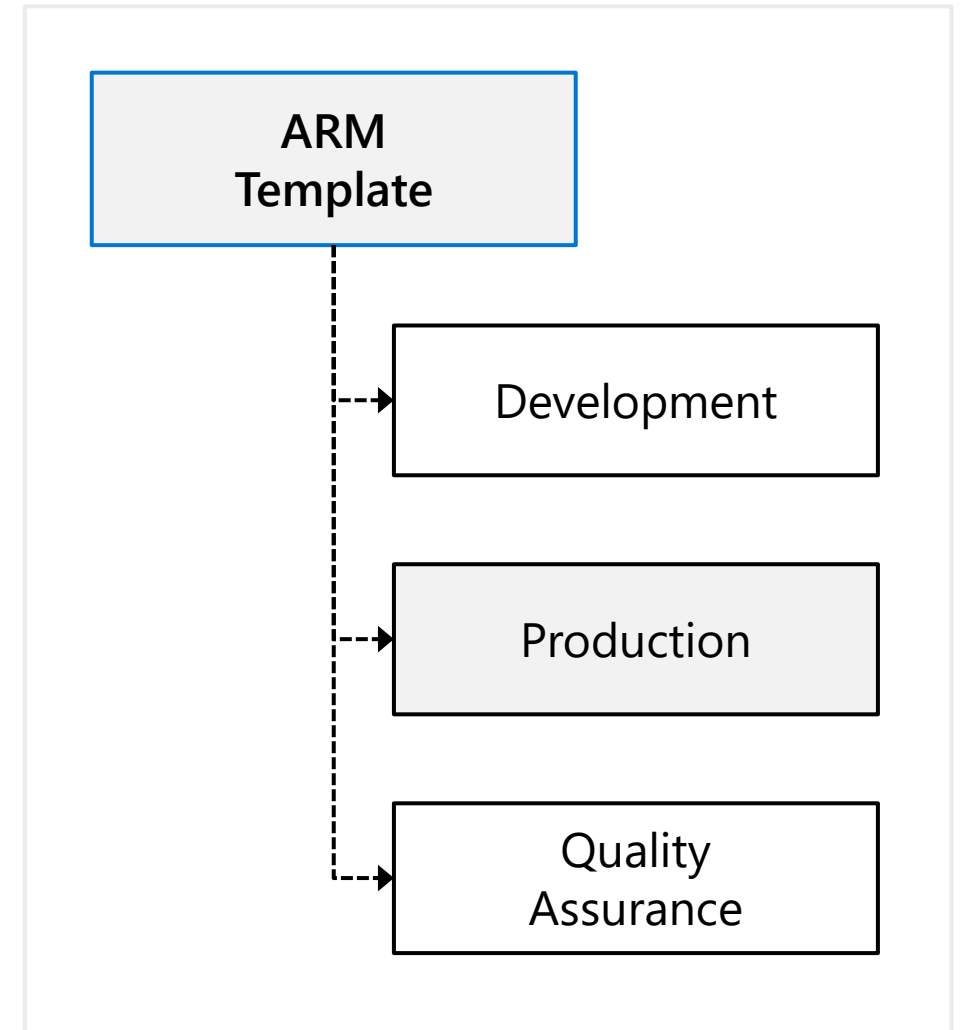 ARM
Template
Development
Production
Quality
Assurance